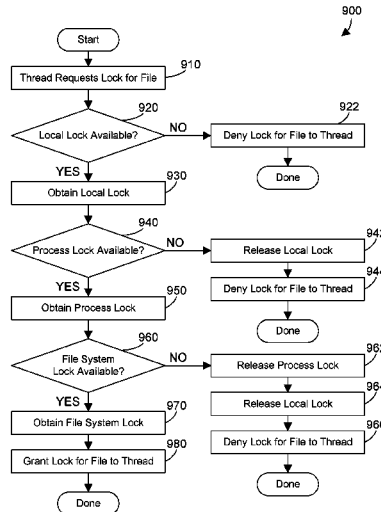 900
Start
Thread Requests Lock for File
910
920
Local Lock Available?
NO
922
Deny Lock for File to Thread
Done
YES
930
Obtain Local Lock
940
Process Lock Available?
NO
Release Local Lock
Deny Lock for File to Thread
Done
YES
950
Obtain Process Lock
960
File System
Lock Available?
NO
Release Process Lock
Release Local Lock
Deny Lock for File to Thread
Done
YES
970
Obtain File System Lock
980
Grant Lock for File to Thread
Done